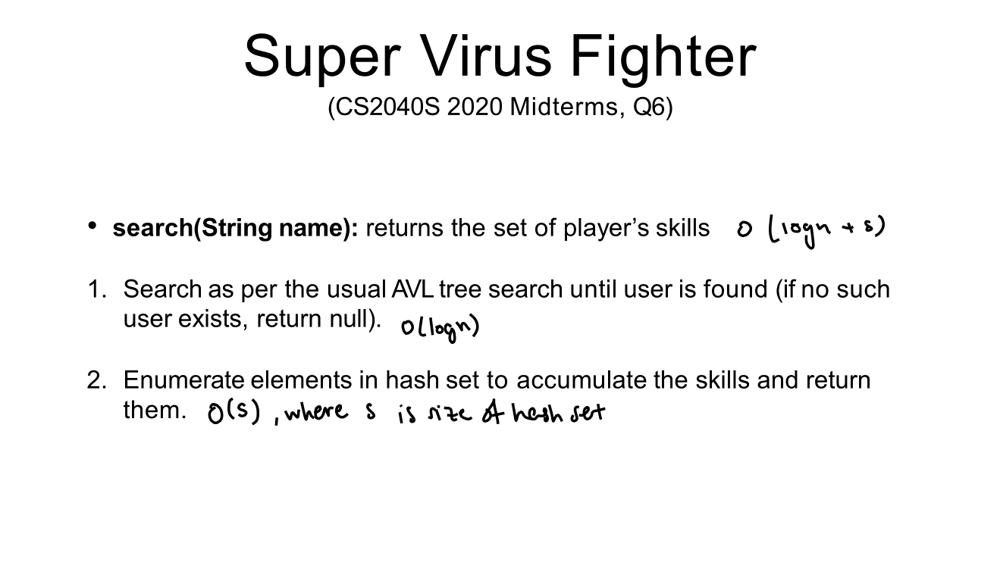 Super Virus Fighter
(CS2040S 2020 Midterms, Q6)
• search(String name): returns the set of player’s skills O (logn + s)
1. Search as per the usual AVL tree search until user is found (if no such
user exists, return null). O(logn)
2. Enumerate elements in hash set to accumulate the skills and return
them. O(s) , where s is size of hash set